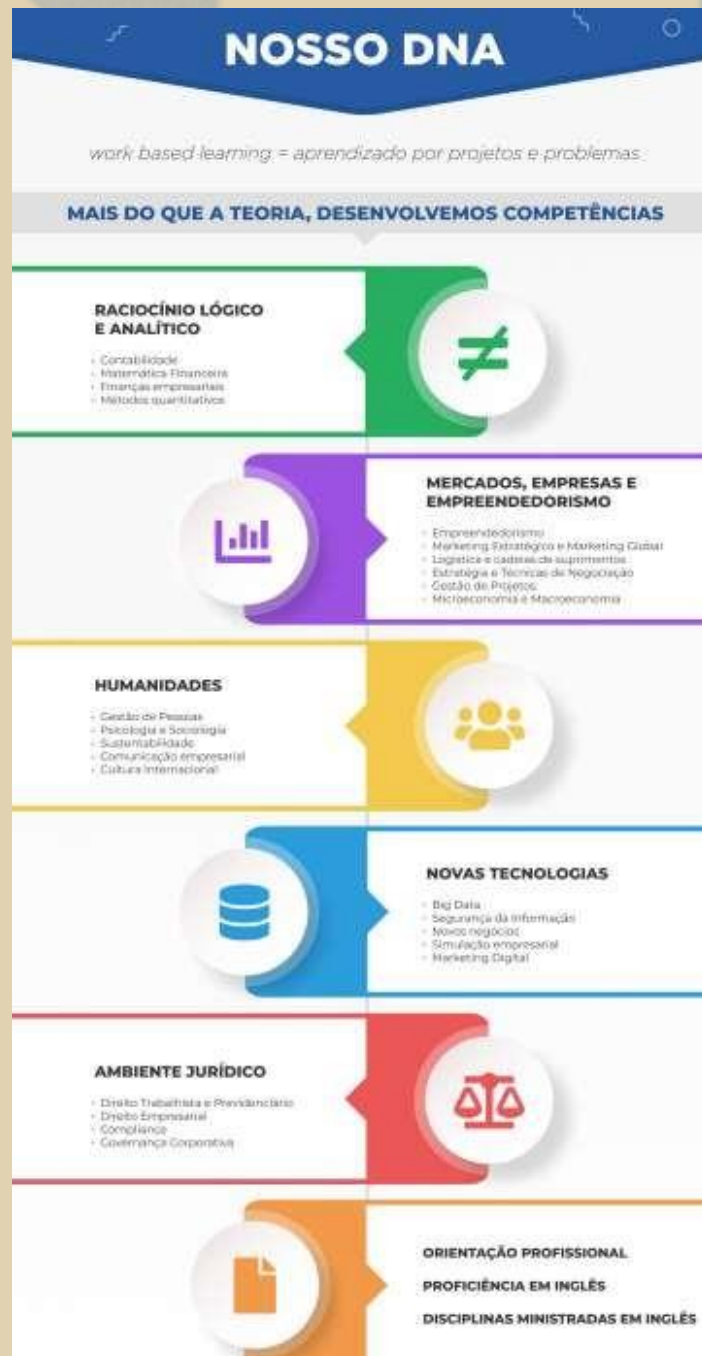 NOSSO DNA
work based learning = aprendizado por projetos e problemas
MAIS DO QUE A TEORIA, DESENVOLVEMOS COMPETÊNCIAS
RACIOCÍNIO LÓGICO
E ANALÍTICO
- Contabilidade
- Matemática Financeira
- Finanças empresariais
- Métodos quantitativos
MERCADOS, EMPRESAS E
EMPREENDEDORISMO
- Empreendedorismo
- Marketing Estratégico e Marketing Global
- Logística e cadeias de suprimentos
- Estratégia e Técnicas de Negociação
- Gestão de Projetos
- Microeconomia e Macroeconomia
HUMANIDADES
- Gestão de Pessoas
- Psicologia e Sociologia
- Sustentabilidade
- Comunicação empresarial
- Cultura Internacional
NOVAS TECNOLOGIAS
- Big Data
- Segurança da Informação
- Novos negócios
- Simulação empresarial
- Marketing Digital
AMBIENTE JURÍDICO
- Direito Trabalhista e Previdenciário
- Direito Empresarial
- Compliance
- Governança Corporativa
ORIENTAÇÃO PROFISSIONAL
PROFICIÊNCIA EM INGLÊS
DISCIPLINAS MINISTRADAS EM INGLÊS